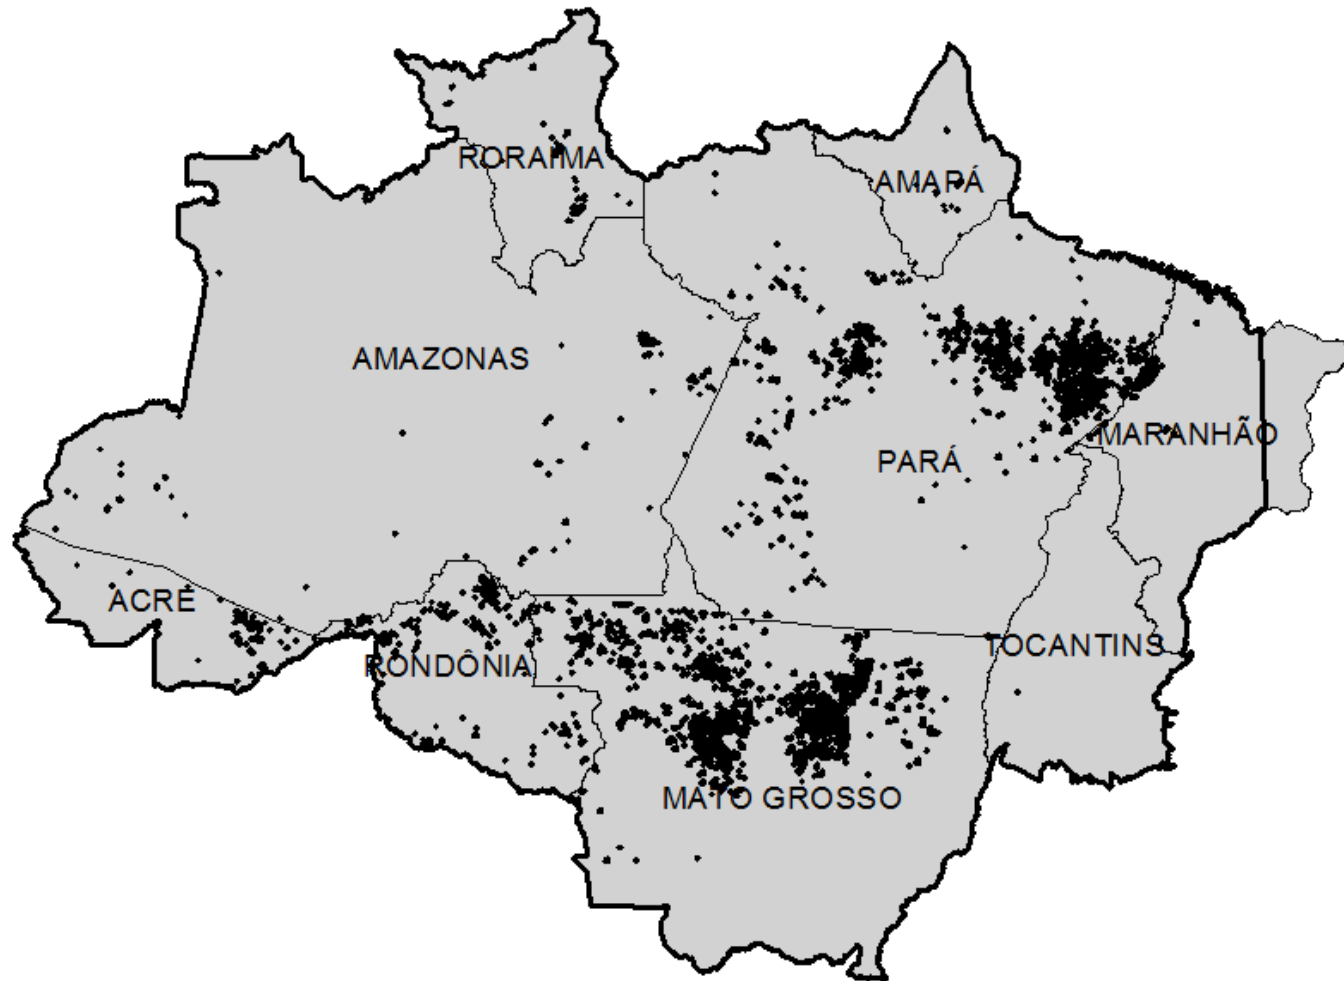 RORAIMA
AMAPÁ
AMAZONAS
MARANHÃO
PARÁ
ACRE
RONDÔNIA
TOCANTINS
MATO GROSSO